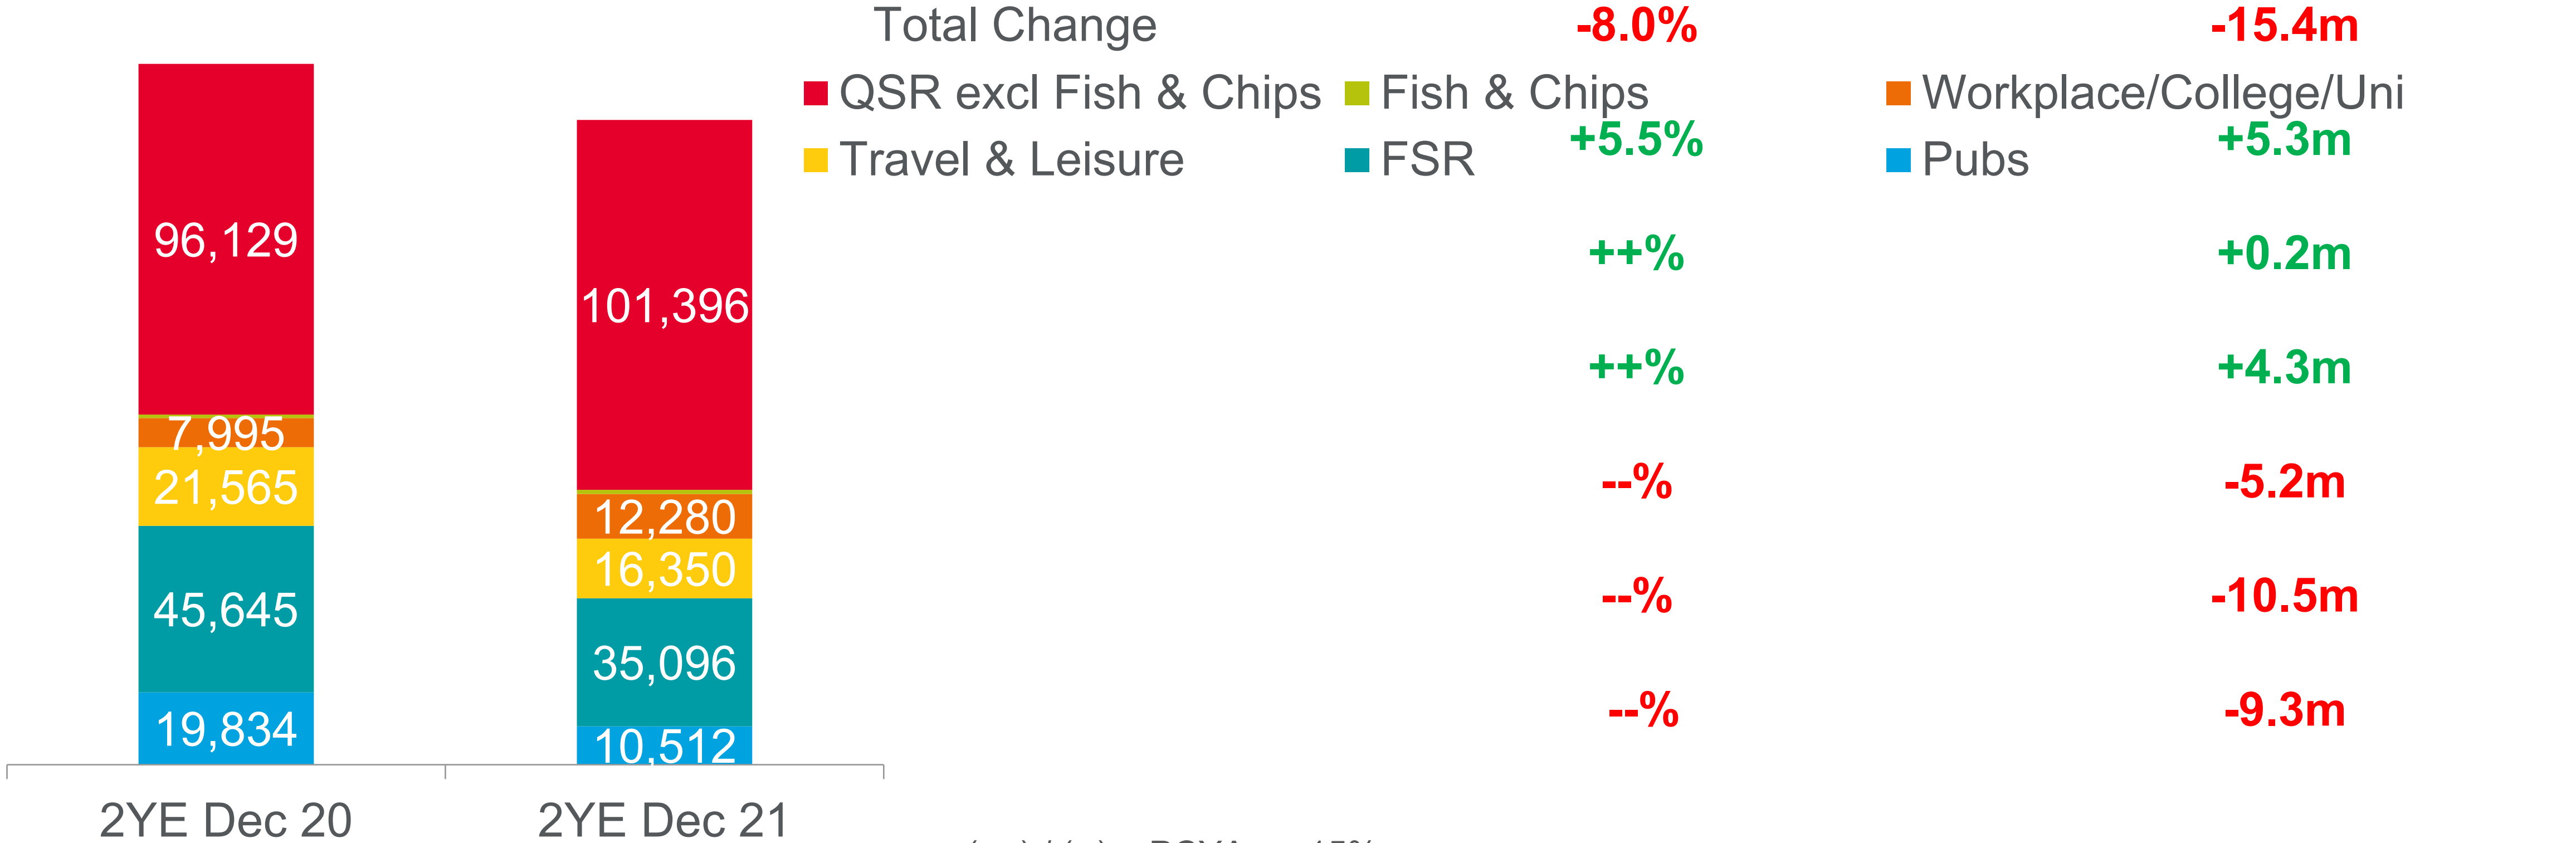 Total Change -8.0% -15.4m
QSR excl Fish & Chips Fish & Chips Workplace/College/Uni
+5.5% +5.3m
Travel & Leisure FSR Pubs
96,129
101,396
++% +0.2m
++% +4.3m
7,995
12,280
21,565
16,350
--% -5.2m
45,645
35,096
--% -10.5m
19,834
10,512
--% -9.3m
2YE Dec 20 2YE Dec 21